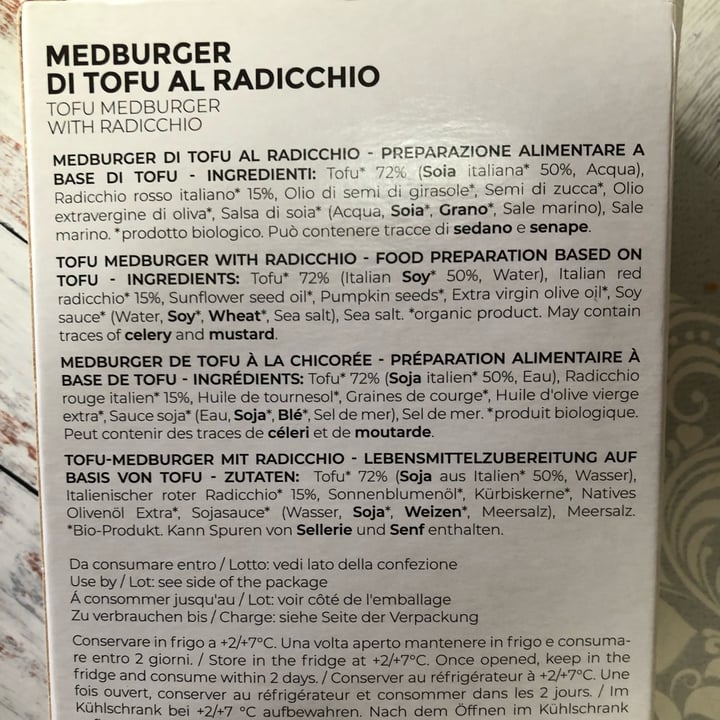 MEDBURGER
DI TOFU AL RADICCHIO
TOFU MEDBURGER
WITH RADICCHIO
MEDBURGER DI TOFU AL RADICCHIO - PREPARAZIONE ALIMENTARE A
BASE DI TOFU - INGREDIENTI: Tofu* 72% (Soia italiana* 50%, Acqua),
Radicchio rosso italiano* 15%, Olio di semi di girasole*, Semi di zucca*, Olio
extravergine di oliva*, Salsa di soia* (Acqua, Soia*, Grano*, Sale marino), Sale
marino. *prodotto biologico. Può contenere tracce di sedano e senape.
TOFU MEDBURGER WITH RADICCHIO - FOOD PREPARATION BASED ON
TOFU - INGREDIENTS: Tofu* 72% (Italian Soy* 50%, Water), Italian red
radicchio* 15%, Sunflower seed oil*, Pumpkin seeds*, Extra virgin olive oil*, Soy
sauce* (Water, Soy*, Wheat*, Sea salt), Sea salt. *organic product. May contain
traces of celery and mustard.
MEDBURGER DE TOFU À LA CHICORÉE - PRÉPARATION ALIMENTAIRE À
BASE DE TOFU - INGRÉDIENTS: Tofu* 72% (Soja italien* 50%, Eau), Radicchio
rouge italien* 15%, Huile de tournesol*, Graines de courge*, Huile d'olive vierge
extra*, Sauce soja* (Eau, Soja*, Blé*, Sel de mer), Sel de mer. *produit biologique.
Peut contenir des traces de céleri et de moutarde.
TOFU-MEDBURGER MIT RADICCHIO - LEBENSMITTELZUBEREITUNG AUF
BASIS VON TOFU - ZUTATEN: Tofu* 72% (Soja aus Italien* 50%, Wasser),
Italienischer roter Radicchio* 15%, Sonnenblumenöl*, Kürbiskerne*, Natives
Olivenöl Extra*, Sojasauce* (Wasser, Soja*, Weizen*, Meersalz), Meersalz.
*Bio-Produkt. Kann Spuren von Sellerie und Senf enthalten.
Da consumare entro / Lotto: vedi lato della confezione
Use by / Lot: see side of the package
Á consommer jusqu'au / Lot: voir côté de l'emballage
Zu verbrauchen bis / Charge: siehe Seite der Verpackung
Conservare in frigo a +2/+7°C. Una volta aperto mantenere in frigo e consuma-
re entro 2 giorni. / Store in the fridge at +2/+7°C. Once opened, keep in the
fridge and consume within 2 days. / Conserver au réfrigérateur à +2/+7°C. Une
fois ouvert, conserver au réfrigérateur et consommer dans les 2 jours. / Im
Kühlschrank bei +2/+7 °C aufbewahren. Nach dem Öffnen im Kühlschrank